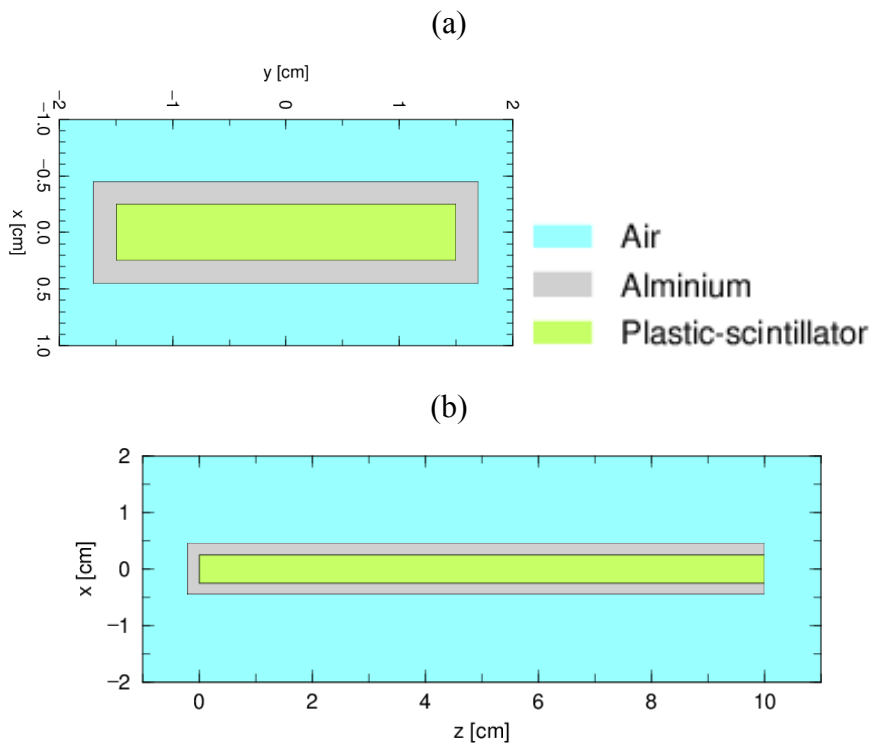 (a)
y [cm]
−2 −1 0 1 2
−1.0
−0.5
0.0
0.5
1.0
x [cm]
Air
Alminium
Plastic-scintillator
(b)
2
1
0
−1
−2
x [cm]
0 2 4 6 8 10
z [cm]